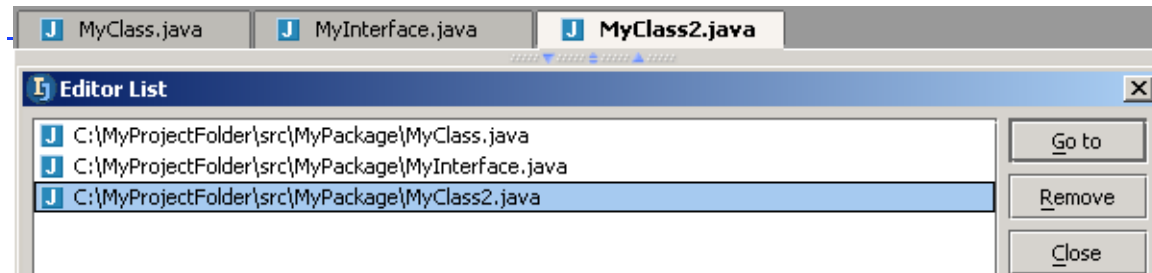 MyClass.java MyInterface.java MyClass2.java
Editor List
C:\MyProjectFolder\src\MyPackage\MyClass.java
C:\MyProjectFolder\src\MyPackage\MyInterface.java
C:\MyProjectFolder\src\MyPackage\MyClass2.java
Go to
Remove
Close